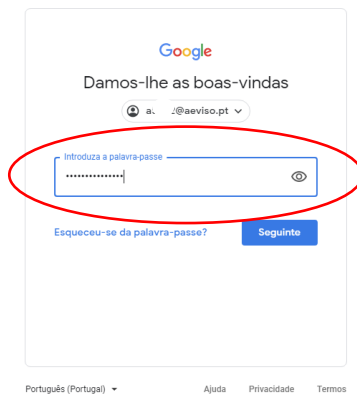 Google
Damos-lhe as boas-vindas
@aeviso.pt
Introduza a palavra-passe
••••••••••••••
Esqueceu-se da palavra-passe?
Seguinte
Português (Portugal)
Ajuda Privacidade Termos